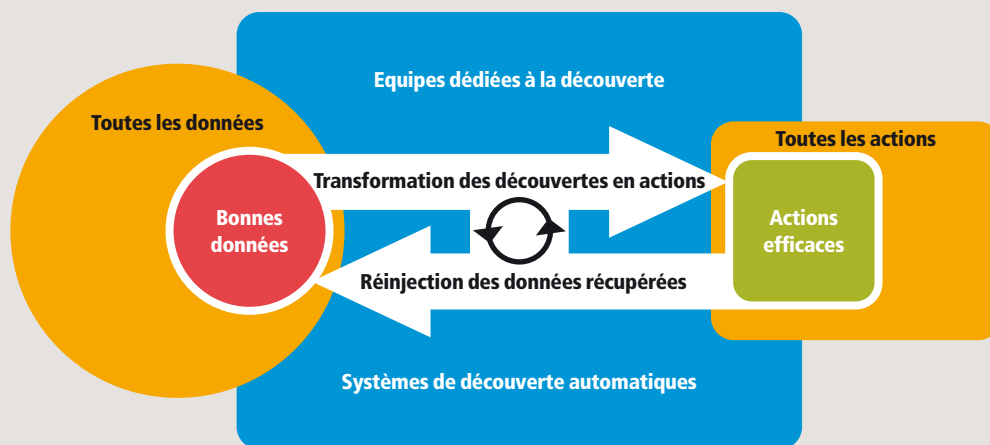 Equipes dédiées à la découverte
Toutes les données
Toutes les actions
Transformation des découvertes en actions
Bonnes
données
Actions
efficaces
Réinjection des données récupérées
Systèmes de découverte automatiques